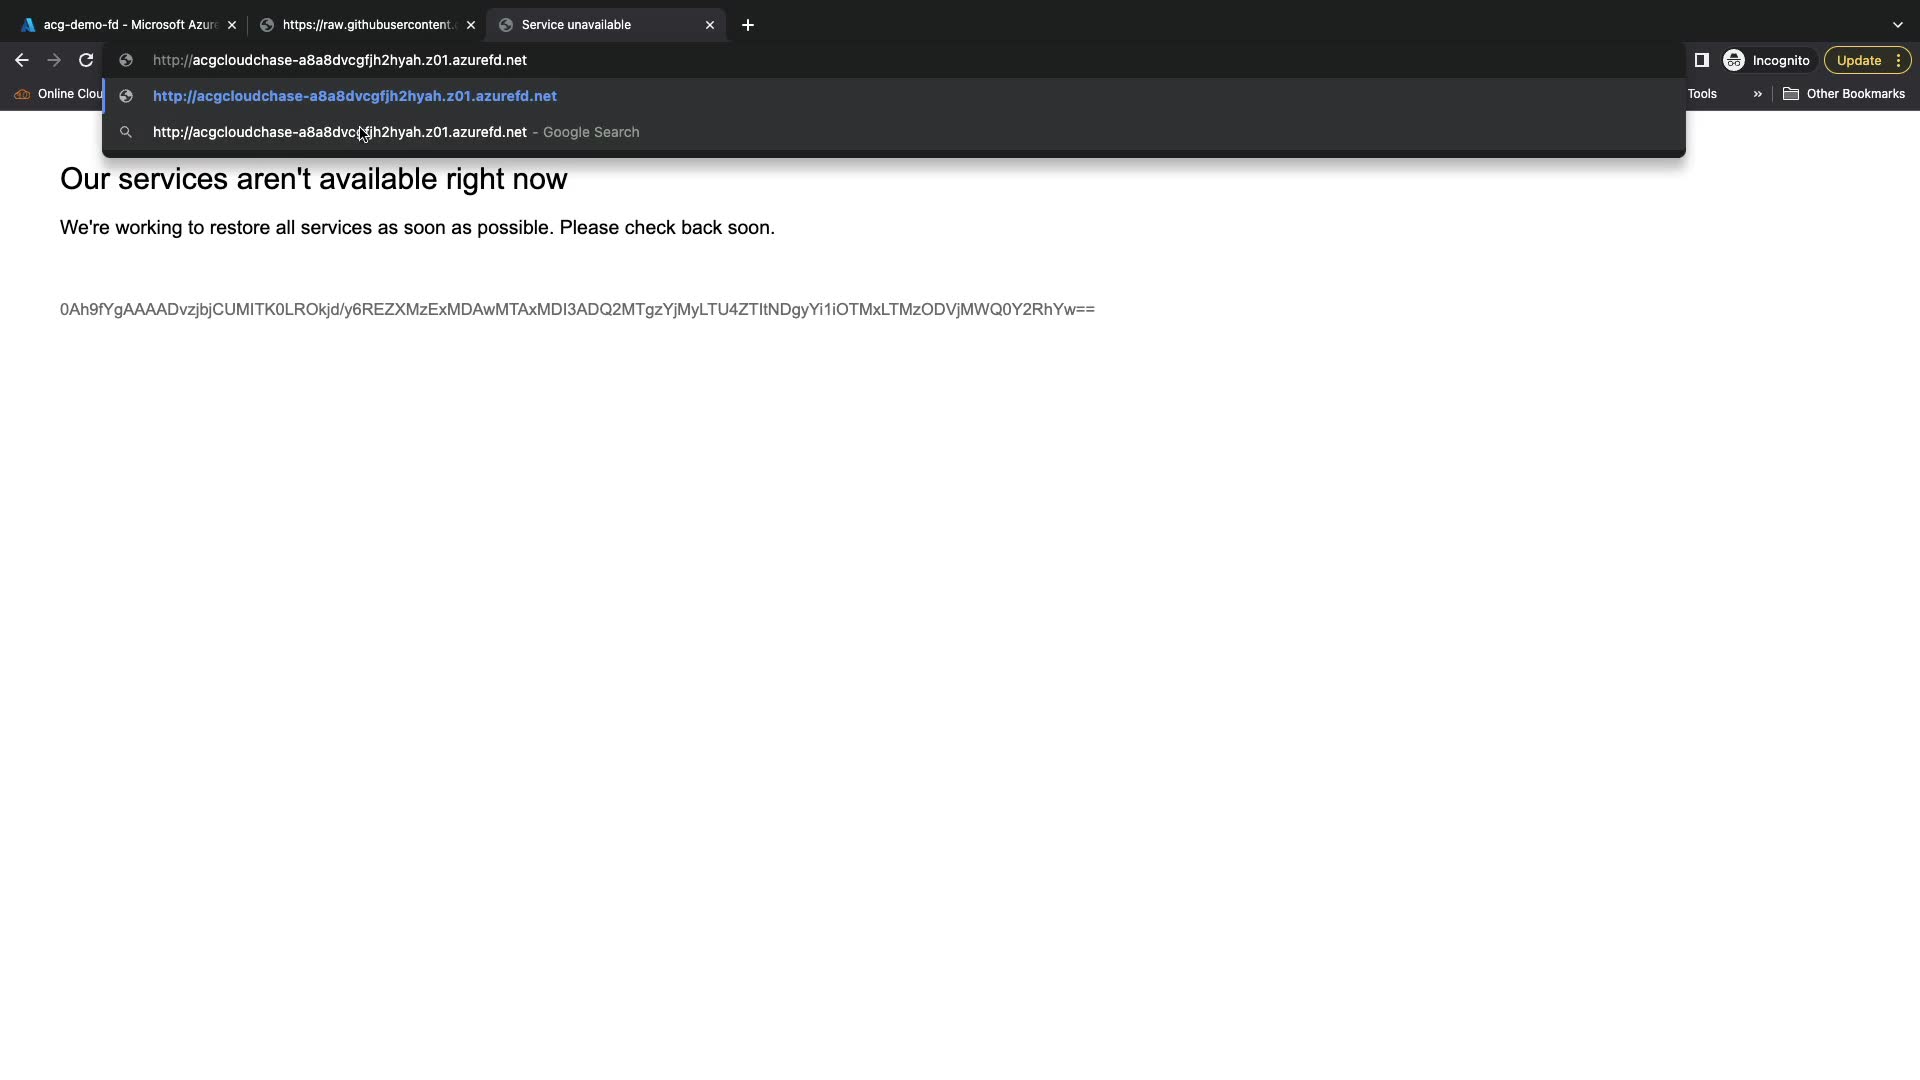 acg-demo-fd - Microsoft Azure
https://raw.githubusercontent.c
Service unavailable
http://acgcloudchase-a8a8dvcgfjh2hyah.z01.azurefd.net
Incognito
Update
Online Clou
http://acgcloudchase-a8a8dvcgfjh2hyah.z01.azurefd.net
Tools
»
Other Bookmarks
http://acgcloudchase-a8a8dvcgfjh2hyah.z01.azurefd.net - Google Search
Our services aren't available right now
We're working to restore all services as soon as possible. Please check back soon.
0Ah9fYgAAAADvzjbjCUMITK0LROkjd/y6REZXMzExMDAwMTAxMDI3ADQ2MTgzYjMyLTU4ZTItNDgyYi1iOTMxLTMzODVjMWQ0Y2RhYw==